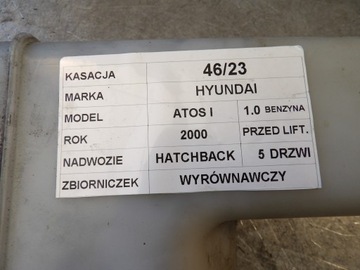 KASACJA 46/23
MARKA HYUNDAI
MODEL ATOS I 1.0 BENZYNA
ROK 2000 PRZED LIFT.
NADWOZIE HATCHBACK 5 DRZWI
ZBIORNICZEK WYRÓWNAWCZY